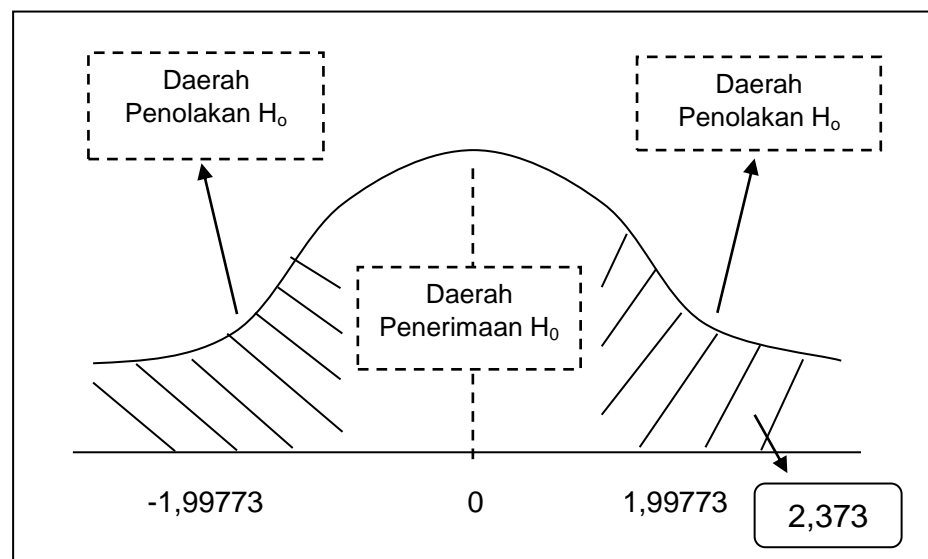 Daerah
Penolakan Hₒ
Daerah
Penolakan Hₒ
Daerah
Penerimaan H₀
-1,99773
0
1,99773
2,373